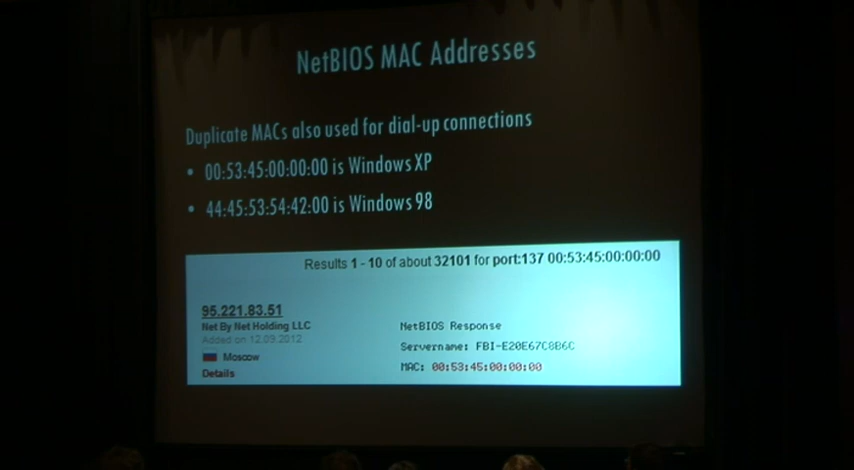 NetBIOS MAC Addresses
Duplicate MACs also used for dial-up connections
• 00:53:45:00:00:00 is Windows XP
• 44:45:53:54:42:00 is Windows 98
Results 1 - 10 of about 32101 for port:137 00:53:45:00:00:00
95.221.83.51
Net By Net Holding LLC
Added on 12.09.2012
Moscow
Details
NetBIOS Response
Servername: FBI-E20E67C8B6C
MAC: 00:53:45:00:00:00